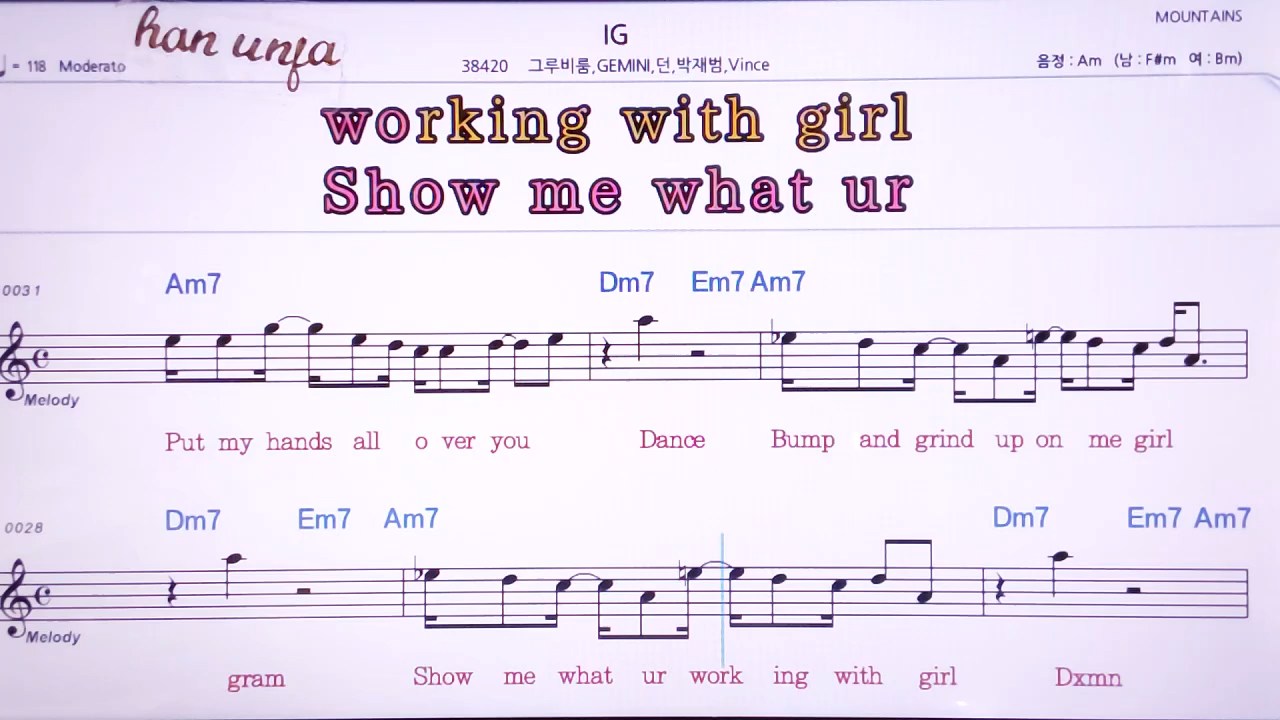 han unfa
IG
MOUNTAINS
= 118 Moderato
38420 그루비룸,GEMINI,던,박재범,Vince
음정 : Am (남 : F#m 여 : Bm)
working with girl
Show me what ur
0031 Am7 Dm7 Em7 Am7
Melody
Put my hands all o ver you Dance Bump and grind up on me girl
0028 Dm7 Em7 Am7 Dm7 Em7 Am7
Melody
gram Show me what ur work ing with girl Dxmn